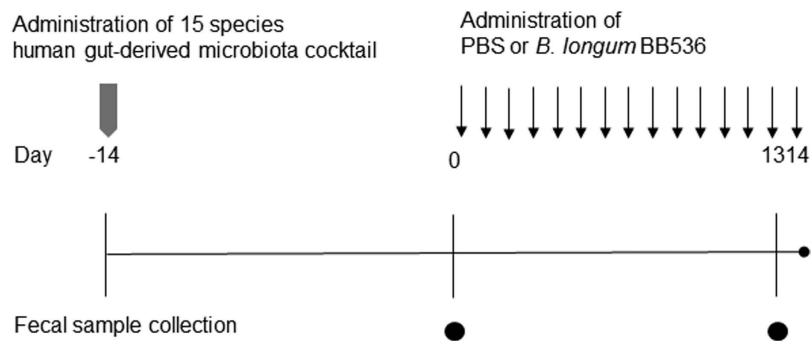 Administration of 15 species
human gut-derived microbiota cocktail
Administration of
PBS or B. longum BB536
Day -14 0 1314
Fecal sample collection